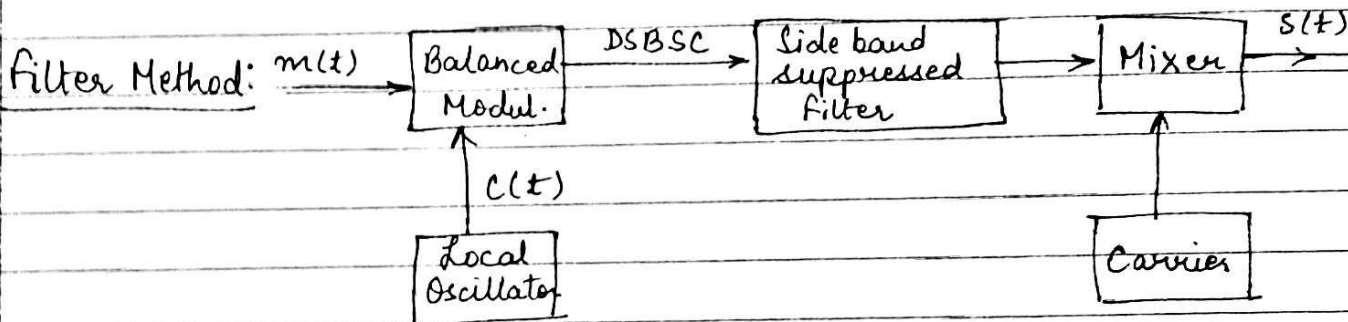 Filter Method:
m(t)
Balanced
Modul.
DSBSC
Side band
suppressed
filter
Mixer
S(t)
C(t)
Local
Oscillator
Carrier